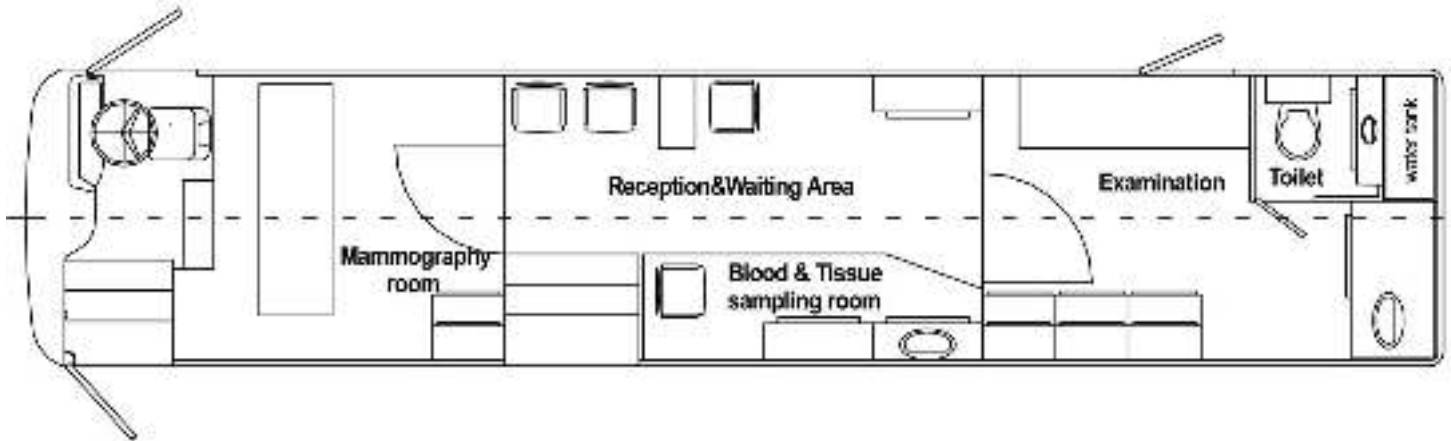 Mammography
room
Reception&Waiting Area
Blood & Tissue
sampling room
Examination
Toilet
water tank